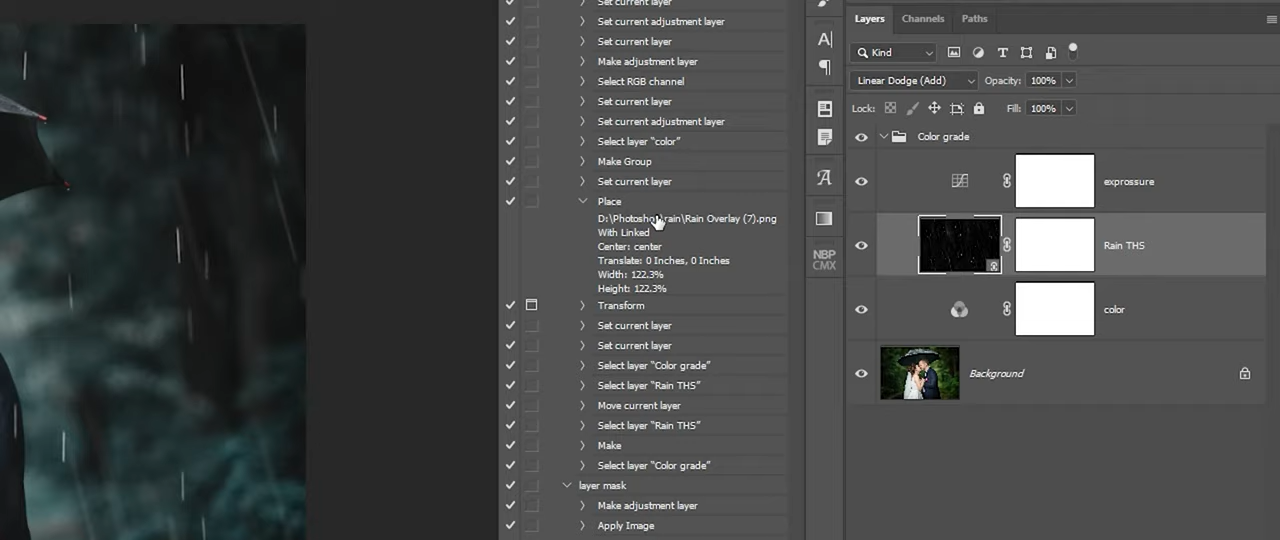 Set current layer
Set current adjustment layer
Set current layer
Make adjustment layer
Select RGB channel
Set current layer
Set current adjustment layer
Select layer “color”
Make Group
Set current layer
Place
D:\Photoshop\rain\Rain Overlay (7).png
With Linked
Center: center
Translate: 0 Inches, 0 Inches
Width: 122.3%
Height: 122.3%
Transform
Set current layer
Set current layer
Select layer “Color grade”
Select layer “Rain THS”
Move current layer
Select layer “Rain THS”
Make
Select layer “Color grade”
layer mask
Make adjustment layer
Apply Image
NBP
CMX
Layers Channels Paths
Kind
Linear Dodge (Add) Opacity: 100%
Lock: Fill: 100%
Color grade
exprossure
Rain THS
color
Background